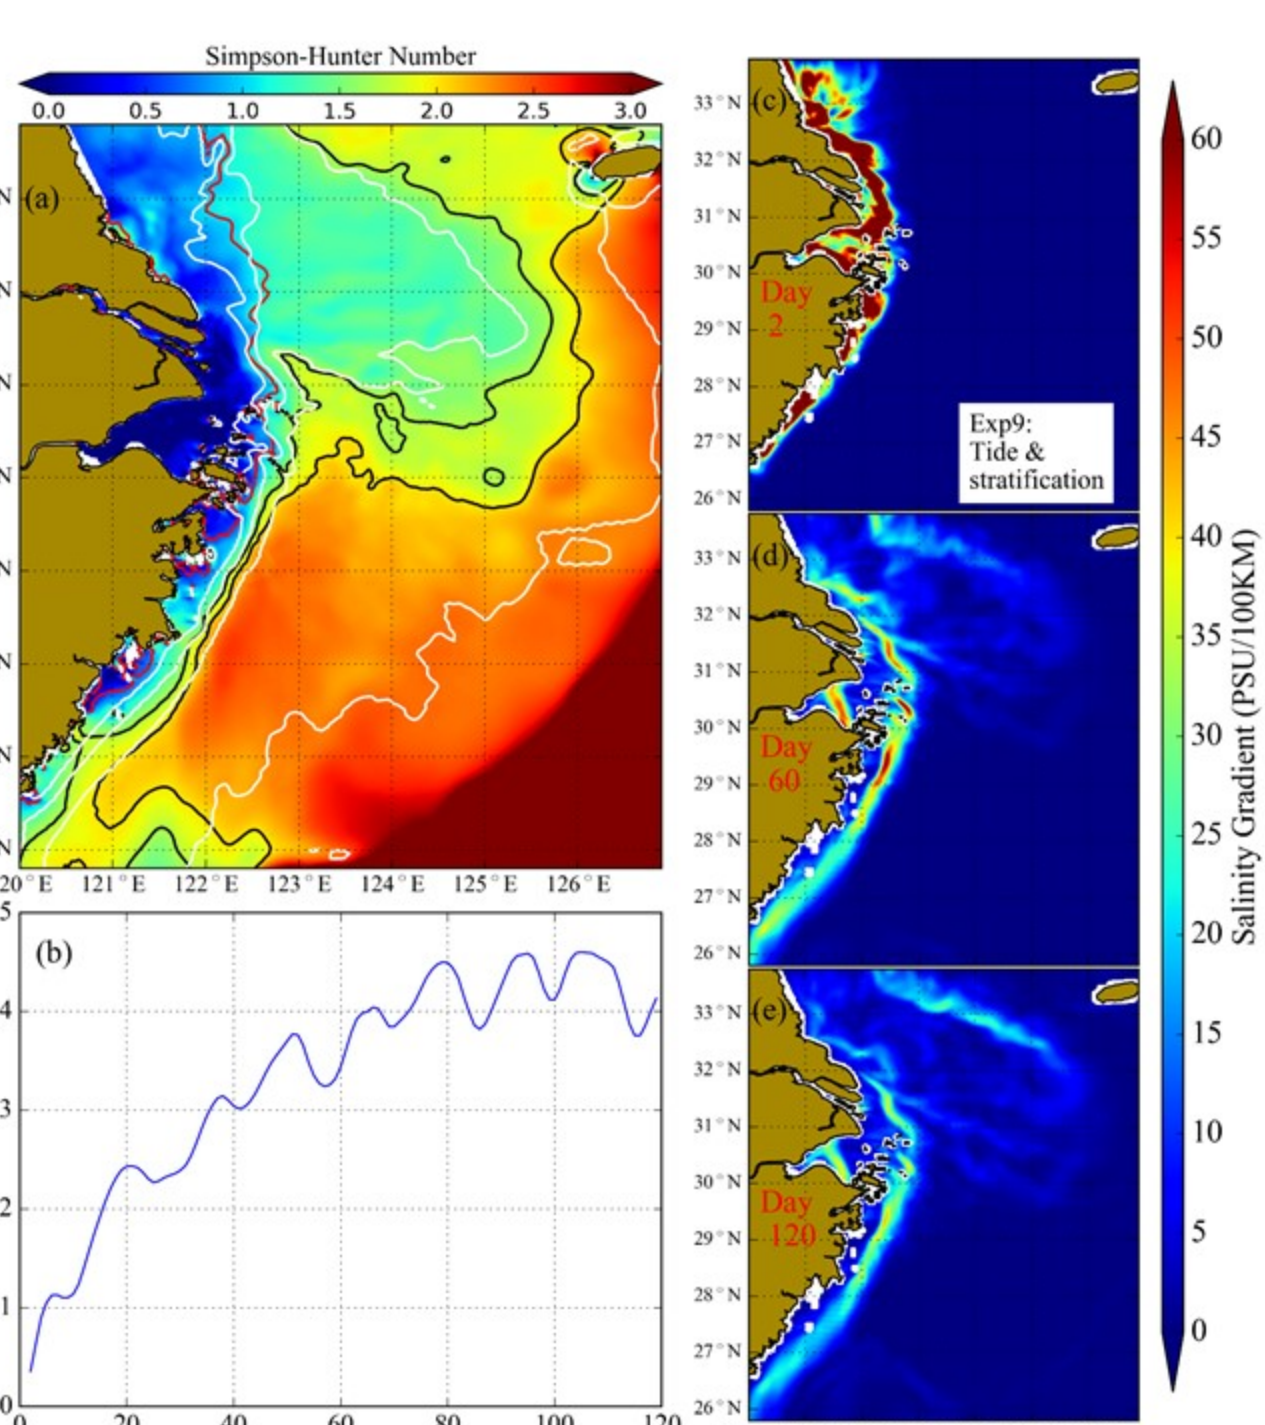 Simpson-Hunter Number
0.0 0.5 1.0 1.5 2.0 2.5 3.0
(a)
N
N
N
N
N
N
N
N
20°E 121°E 122°E 123°E 124°E 125°E 126°E
(b)
5
4
3
2
1
0
0 20 40 60 80 100 120
(c)
33°N
32°N
31°N
30°N
29°N
28°N
27°N
26°N
Day
2
Exp9:
Tide &
stratification
(d)
33°N
32°N
31°N
30°N
29°N
28°N
27°N
26°N
Day
60
(e)
33°N
32°N
31°N
30°N
29°N
28°N
27°N
26°N
Day
120
60
55
50
45
40
35
30
25
20
15
10
5
0
Salinity Gradient (PSU/100KM)